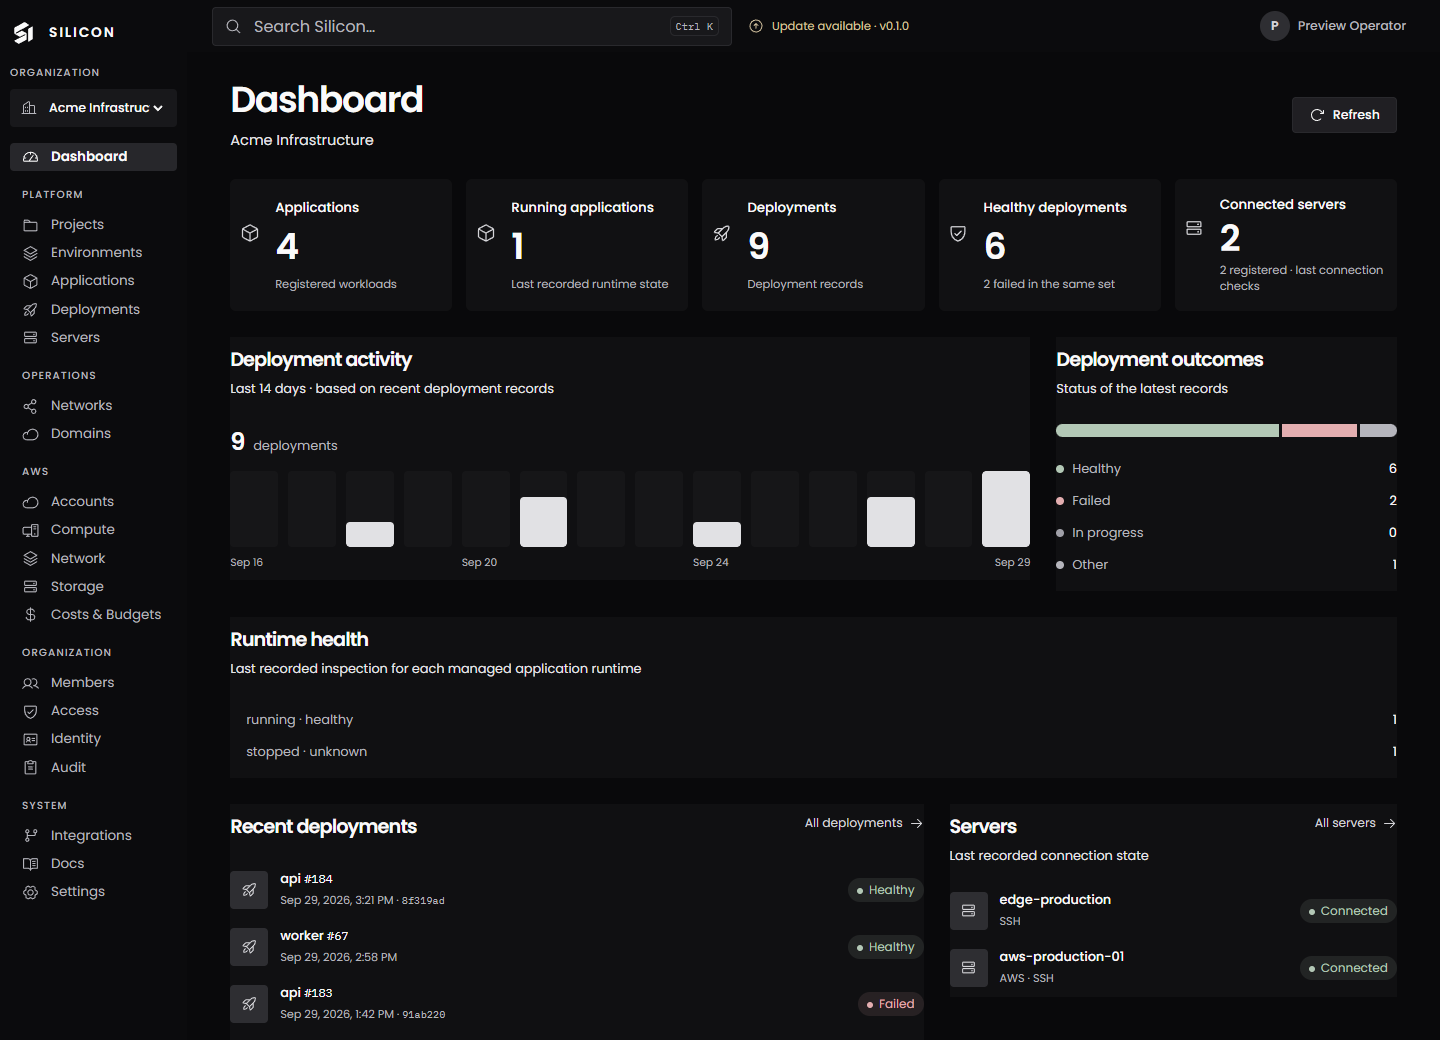 SILICON
Search Silicon...
Ctrl K
Update available · v0.1.0
P
Preview Operator
ORGANIZATION
Acme Infrastruc
Dashboard
PLATFORM
Projects
Environments
Applications
Deployments
Servers
OPERATIONS
Networks
Domains
AWS
Accounts
Compute
Network
Storage
Costs & Budgets
ORGANIZATION
Members
Access
Identity
Audit
SYSTEM
Integrations
Docs
Settings
Dashboard
Acme Infrastructure
Refresh
Applications
4
Registered workloads
Running applications
1
Last recorded runtime state
Deployments
9
Deployment records
Healthy deployments
6
2 failed in the same set
Connected servers
2
2 registered · last connection
checks
Deployment activity
Last 14 days · based on recent deployment records
9 deployments
Sep 16
Sep 20
Sep 24
Sep 29
Deployment outcomes
Status of the latest records
Healthy 6
Failed 2
In progress 0
Other 1
Runtime health
Last recorded inspection for each managed application runtime
running · healthy 1
stopped · unknown 1
Recent deployments
All deployments
api #184
Sep 29, 2026, 3:21 PM · 8f319ad
Healthy
worker #67
Sep 29, 2026, 2:58 PM
Healthy
api #183
Sep 29, 2026, 1:42 PM · 91ab220
Failed
Servers
All servers
Last recorded connection state
edge-production
SSH
Connected
aws-production-01
AWS · SSH
Connected